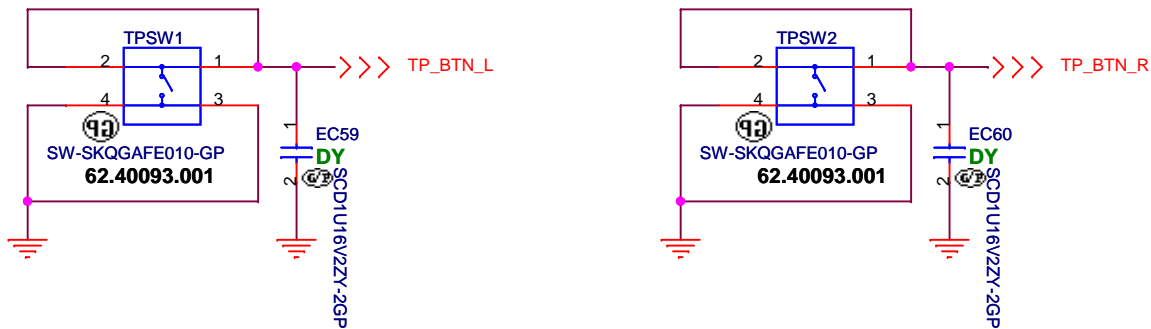 TPSW1
2
1
TP_BTN_L
4
3
GP
SW-SKQGAFE010-GP
62.40093.001
1
EC59
DY
2
G/P
SCD1U16V2ZY-2GP
TPSW2
2
1
TP_BTN_R
4
3
GP
SW-SKQGAFE010-GP
62.40093.001
1
EC60
DY
2
G/P
SCD1U16V2ZY-2GP